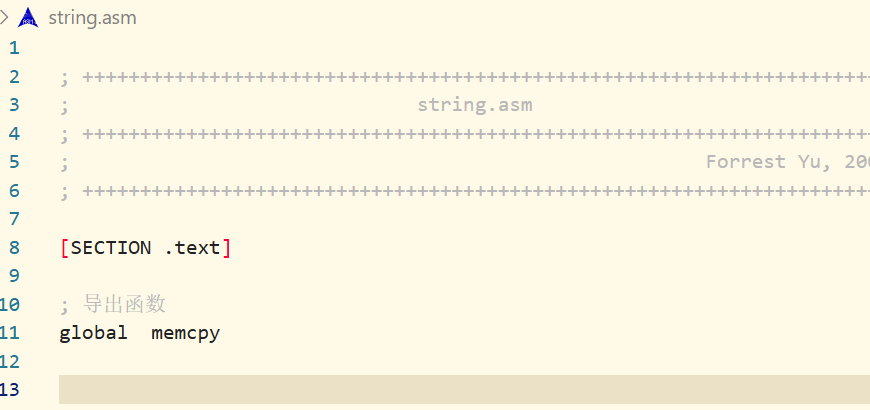 string.asm
1
2 ; ++++++++++++++++++++++++++++++++++++++++++++++++++++++++++++++++++++
3 ; string.asm
4 ; ++++++++++++++++++++++++++++++++++++++++++++++++++++++++++++++++++++
5 ; Forrest Yu, 200
6 ; ++++++++++++++++++++++++++++++++++++++++++++++++++++++++++++++++++++
7
8 [SECTION .text]
9
10 ; 导出函数
11 global  memcpy
12
13